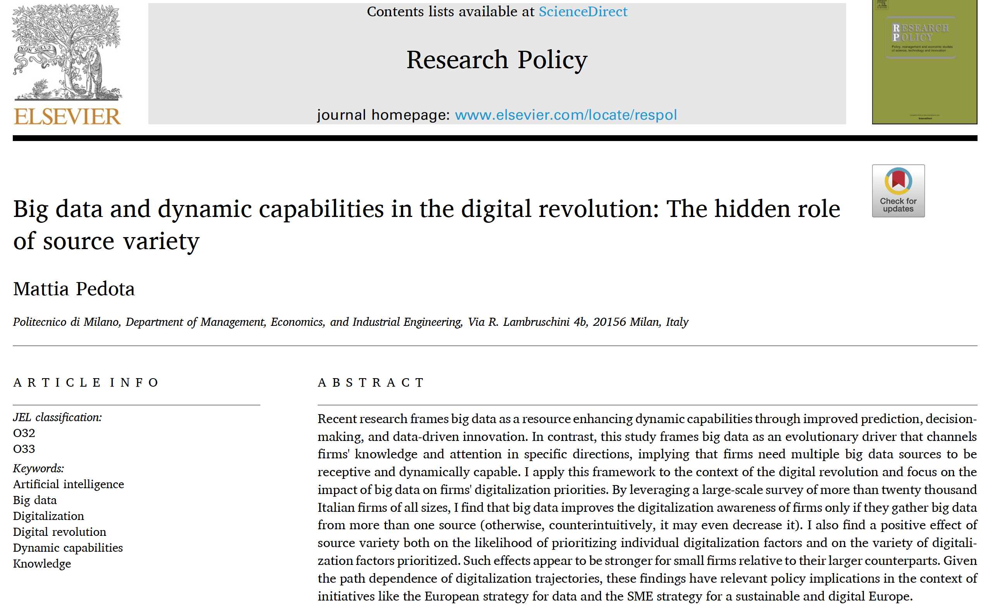 Contents lists available at ScienceDirect
Research Policy
journal homepage: www.elsevier.com/locate/respol
NON SOLUS
ELSEVIER
ELSEVIER
RESEARCH
POLICY
Policy, management and economic studies
of science, technology and innovation
ScienceDirect
Check for
updates
Big data and dynamic capabilities in the digital revolution: The hidden role
of source variety
Mattia Pedota
Politecnico di Milano, Department of Management, Economics, and Industrial Engineering, Via R. Lambruschini 4b, 20156 Milan, Italy
ARTICLE INFO
JEL classification:
O32
O33
Keywords:
Artificial intelligence
Big data
Digitalization
Digital revolution
Dynamic capabilities
Knowledge
ABSTRACT
Recent research frames big data as a resource enhancing dynamic capabilities through improved prediction, decision-
making, and data-driven innovation. In contrast, this study frames big data as an evolutionary driver that channels
firms' knowledge and attention in specific directions, implying that firms need multiple big data sources to be
receptive and dynamically capable. I apply this framework to the context of the digital revolution and focus on the
impact of big data on firms' digitalization priorities. By leveraging a large-scale survey of more than twenty thousand
Italian firms of all sizes, I find that big data improves the digitalization awareness of firms only if they gather big data
from more than one source (otherwise, counterintuitively, it may even decrease it). I also find a positive effect of
source variety both on the likelihood of prioritizing individual digitalization factors and on the variety of digitali-
zation factors prioritized. Such effects appear to be stronger for small firms relative to their larger counterparts. Given
the path dependence of digitalization trajectories, these findings have relevant policy implications in the context of
initiatives like the European strategy for data and the SME strategy for a sustainable and digital Europe.